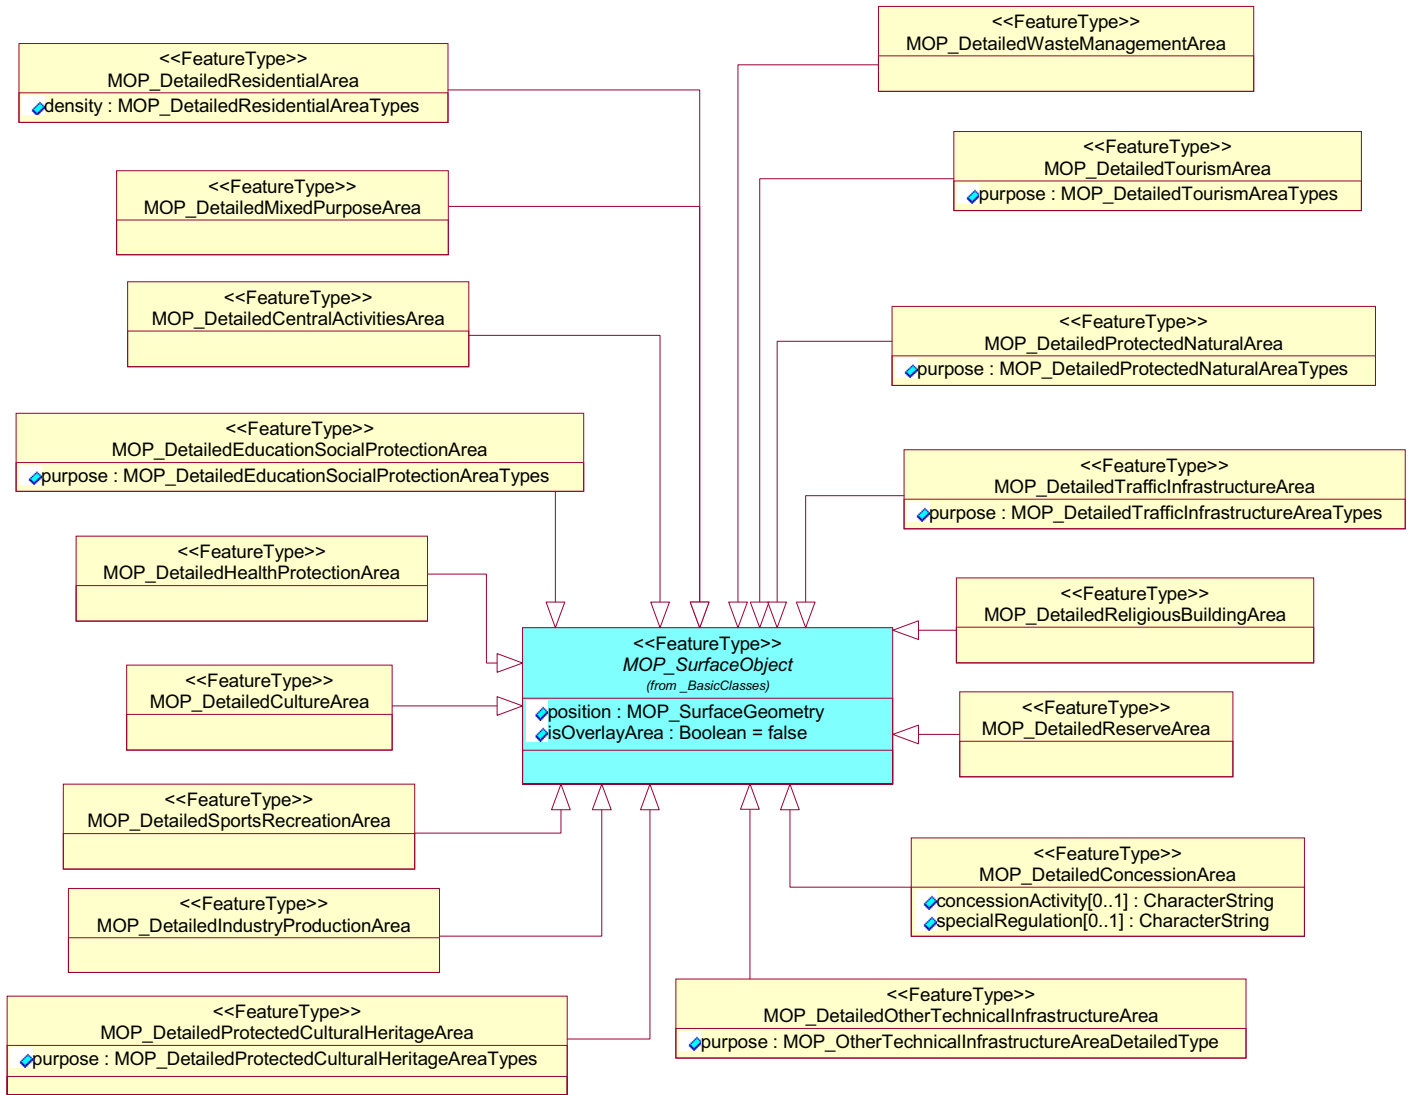 <<FeatureType>>
MOP_DetailedWasteManagementArea
<<FeatureType>>
MOP_DetailedResidentialArea
density : MOP_DetailedResidentialAreaTypes
<<FeatureType>>
MOP_DetailedTourismArea
purpose : MOP_DetailedTourismAreaTypes
<<FeatureType>>
MOP_DetailedMixedPurposeArea
<<FeatureType>>
MOP_DetailedCentralActivitiesArea
<<FeatureType>>
MOP_DetailedProtectedNaturalArea
purpose : MOP_DetailedProtectedNaturalAreaTypes
<<FeatureType>>
MOP_DetailedEducationSocialProtectionArea
purpose : MOP_DetailedEducationSocialProtectionAreaTypes
<<FeatureType>>
MOP_DetailedTrafficInfrastructureArea
purpose : MOP_DetailedTrafficInfrastructureAreaTypes
<<FeatureType>>
MOP_DetailedHealthProtectionArea
<<FeatureType>>
MOP_DetailedReligiousBuildingArea
<<FeatureType>>
MOP_SurfaceObject
(from _BasicClasses)
position : MOP_SurfaceGeometry
isOverlayArea : Boolean = false
<<FeatureType>>
MOP_DetailedCultureArea
<<FeatureType>>
MOP_DetailedReserveArea
<<FeatureType>>
MOP_DetailedSportsRecreationArea
<<FeatureType>>
MOP_DetailedConcessionArea
concessionActivity[0..1] : CharacterString
specialRegulation[0..1] : CharacterString
<<FeatureType>>
MOP_DetailedIndustryProductionArea
<<FeatureType>>
MOP_DetailedOtherTechnicalInfrastructureArea
purpose : MOP_OtherTechnicalInfrastructureAreaDetailedType
<<FeatureType>>
MOP_DetailedProtectedCulturalHeritageArea
purpose : MOP_DetailedProtectedCulturalHeritageAreaTypes